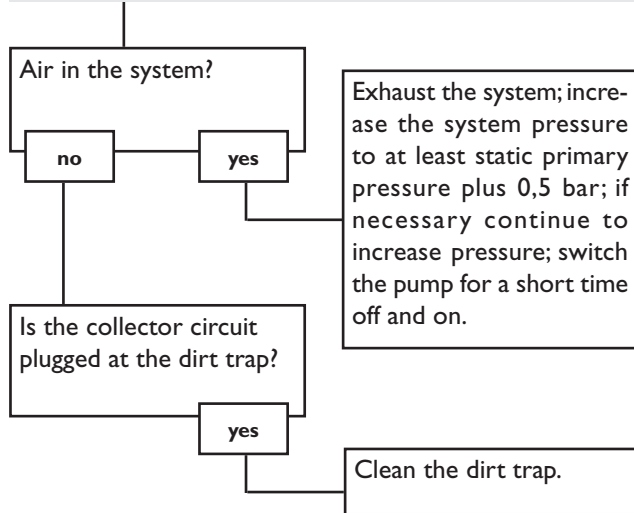 Air in the system?
no
yes
Exhaust the system; incre-
ase the system pressure
to at least static primary
pressure plus 0,5 bar; if
necessary continue to
increase pressure; switch
the pump for a short time
off and on.
Is the collector circuit
plugged at the dirt trap?
yes
Clean the dirt trap.